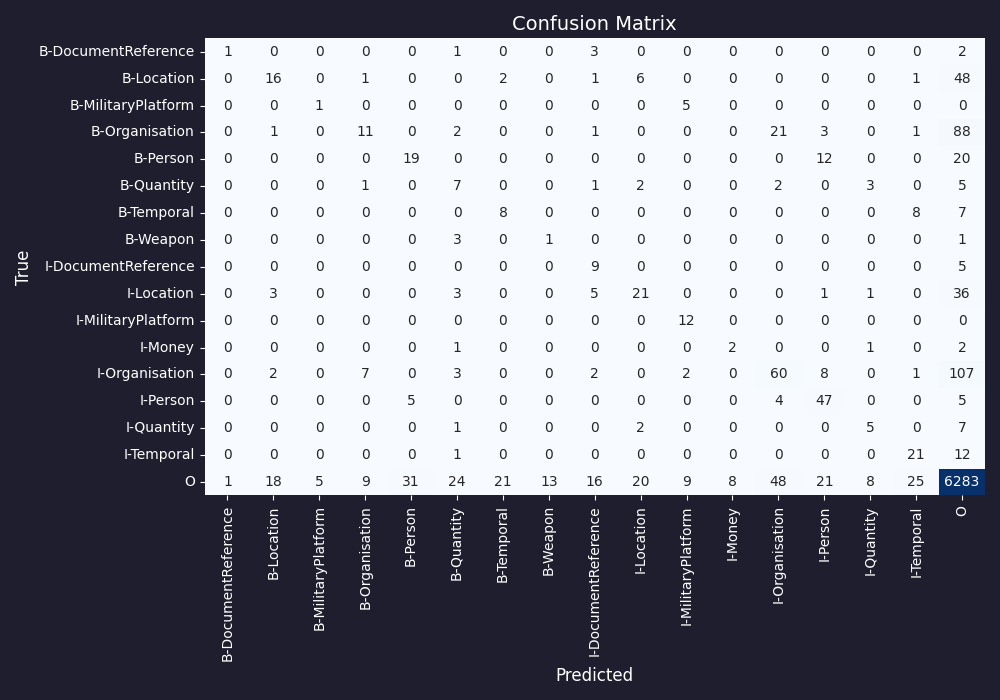 Confusion Matrix
True
B-DocumentReference 1 0 0 0 0 1 0 0 3 0 0 0 0 0 0 0 2
B-Location 0 16 0 1 0 0 2 0 1 6 0 0 0 0 0 1 48
B-MilitaryPlatform 0 0 1 0 0 0 0 0 0 0 5 0 0 0 0 0 0
B-Organisation 0 1 0 11 0 2 0 0 1 0 0 0 21 3 0 1 88
B-Person 0 0 0 0 19 0 0 0 0 0 0 0 0 12 0 0 20
B-Quantity 0 0 0 1 0 7 0 0 1 2 0 0 2 0 3 0 5
B-Temporal 0 0 0 0 0 0 8 0 0 0 0 0 0 0 0 8 7
B-Weapon 0 0 0 0 0 3 0 1 0 0 0 0 0 0 0 0 1
I-DocumentReference 0 0 0 0 0 0 0 0 9 0 0 0 0 0 0 0 5
I-Location 0 3 0 0 0 3 0 0 5 21 0 0 0 1 1 0 36
I-MilitaryPlatform 0 0 0 0 0 0 0 0 0 0 12 0 0 0 0 0 0
I-Money 0 0 0 0 0 1 0 0 0 0 0 2 0 0 1 0 2
I-Organisation 0 2 0 7 0 3 0 0 2 0 2 0 60 8 0 1 107
I-Person 0 0 0 0 5 0 0 0 0 0 0 0 4 47 0 0 5
I-Quantity 0 0 0 0 0 1 0 0 0 2 0 0 0 0 5 0 7
I-Temporal 0 0 0 0 0 1 0 0 0 0 0 0 0 0 0 21 12
O 1 18 5 9 31 24 21 13 16 20 9 8 48 21 8 25 6283
B-DocumentReference
B-Location
B-MilitaryPlatform
B-Organisation
B-Person
B-Quantity
B-Temporal
B-Weapon
I-DocumentReference
I-Location
I-MilitaryPlatform
I-Money
I-Organisation
I-Person
I-Quantity
I-Temporal
O
Predicted